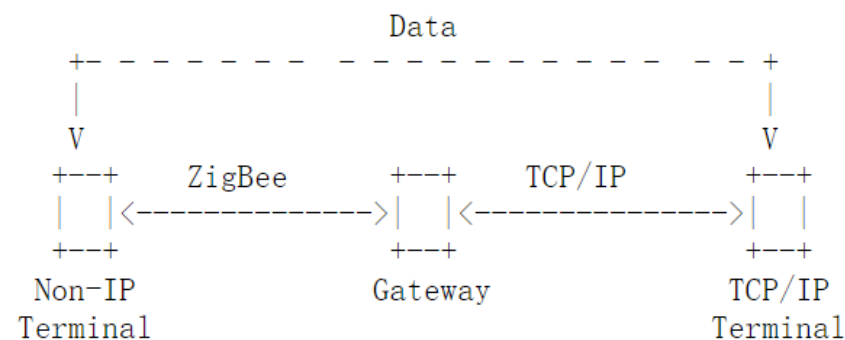 Data
+- - - - - - -  - - - - - - - - - -  - - +
|                                        |
V                                        V
+--+    ZigBee      +--+    TCP/IP       +--+
|  |<-------------->|  |<--------------->|  |
+--+                +--+                 +--+
Non-IP Gateway TCP/IP
Terminal Terminal